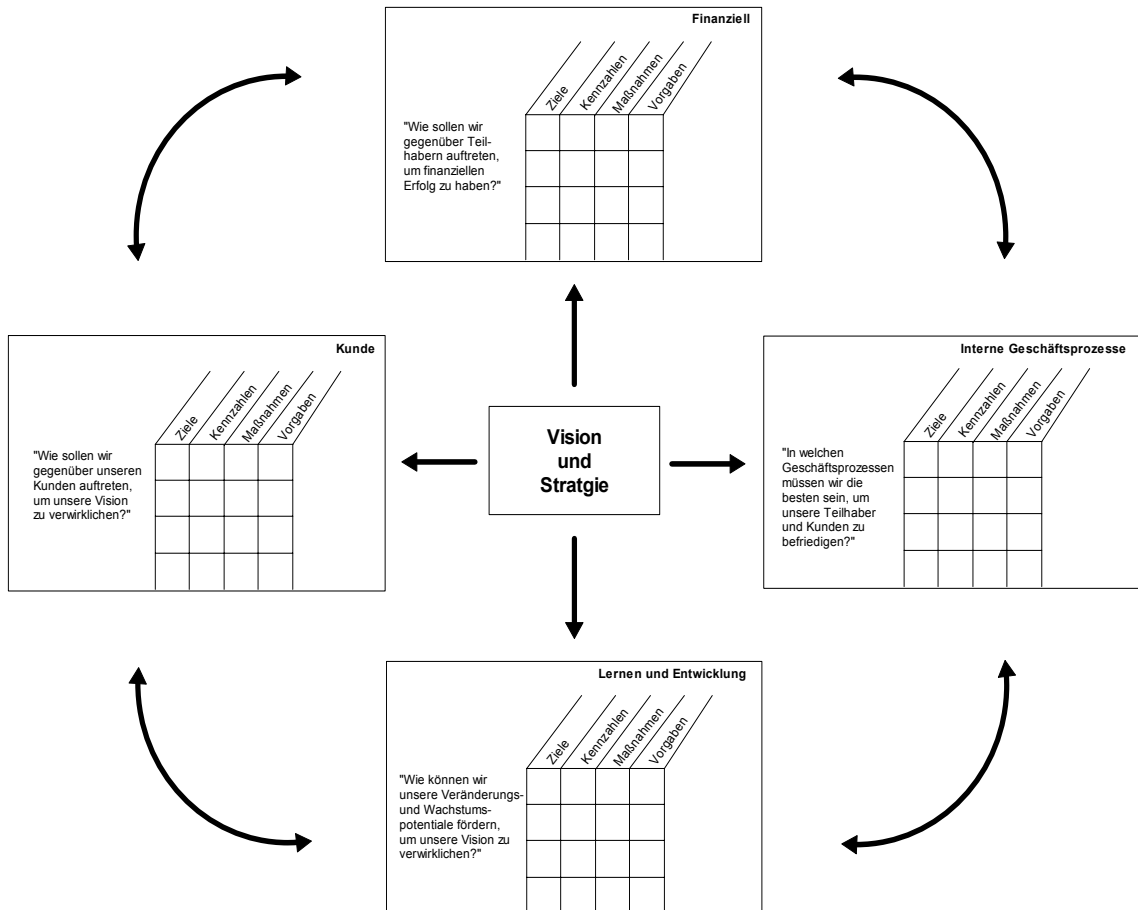 Finanziell
Ziele
Kennzahlen
Maßnahmen
Vorgaben
"Wie sollen wir
gegenüber Teil-
habern auftreten,
um finanziellen
Erfolg zu haben?"
Kunde
Ziele
Kennzahlen
Maßnahmen
Vorgaben
"Wie sollen wir
gegenüber unseren
Kunden auftreten,
um unsere Vision
zu verwirklichen?"
Vision
und
Stratgie
Interne Geschäftsprozesse
Ziele
Kennzahlen
Maßnahmen
Vorgaben
"In welchen
Geschäftsprozessen
müssen wir die
besten sein, um
unsere Teilhaber
und Kunden zu
befriedigen?"
Lernen und Entwicklung
Ziele
Kennzahlen
Maßnahmen
Vorgaben
"Wie können wir
unsere Veränderungs-
und Wachstums-
potentiale fördern,
um unsere Vision zu
verwirklichen?"